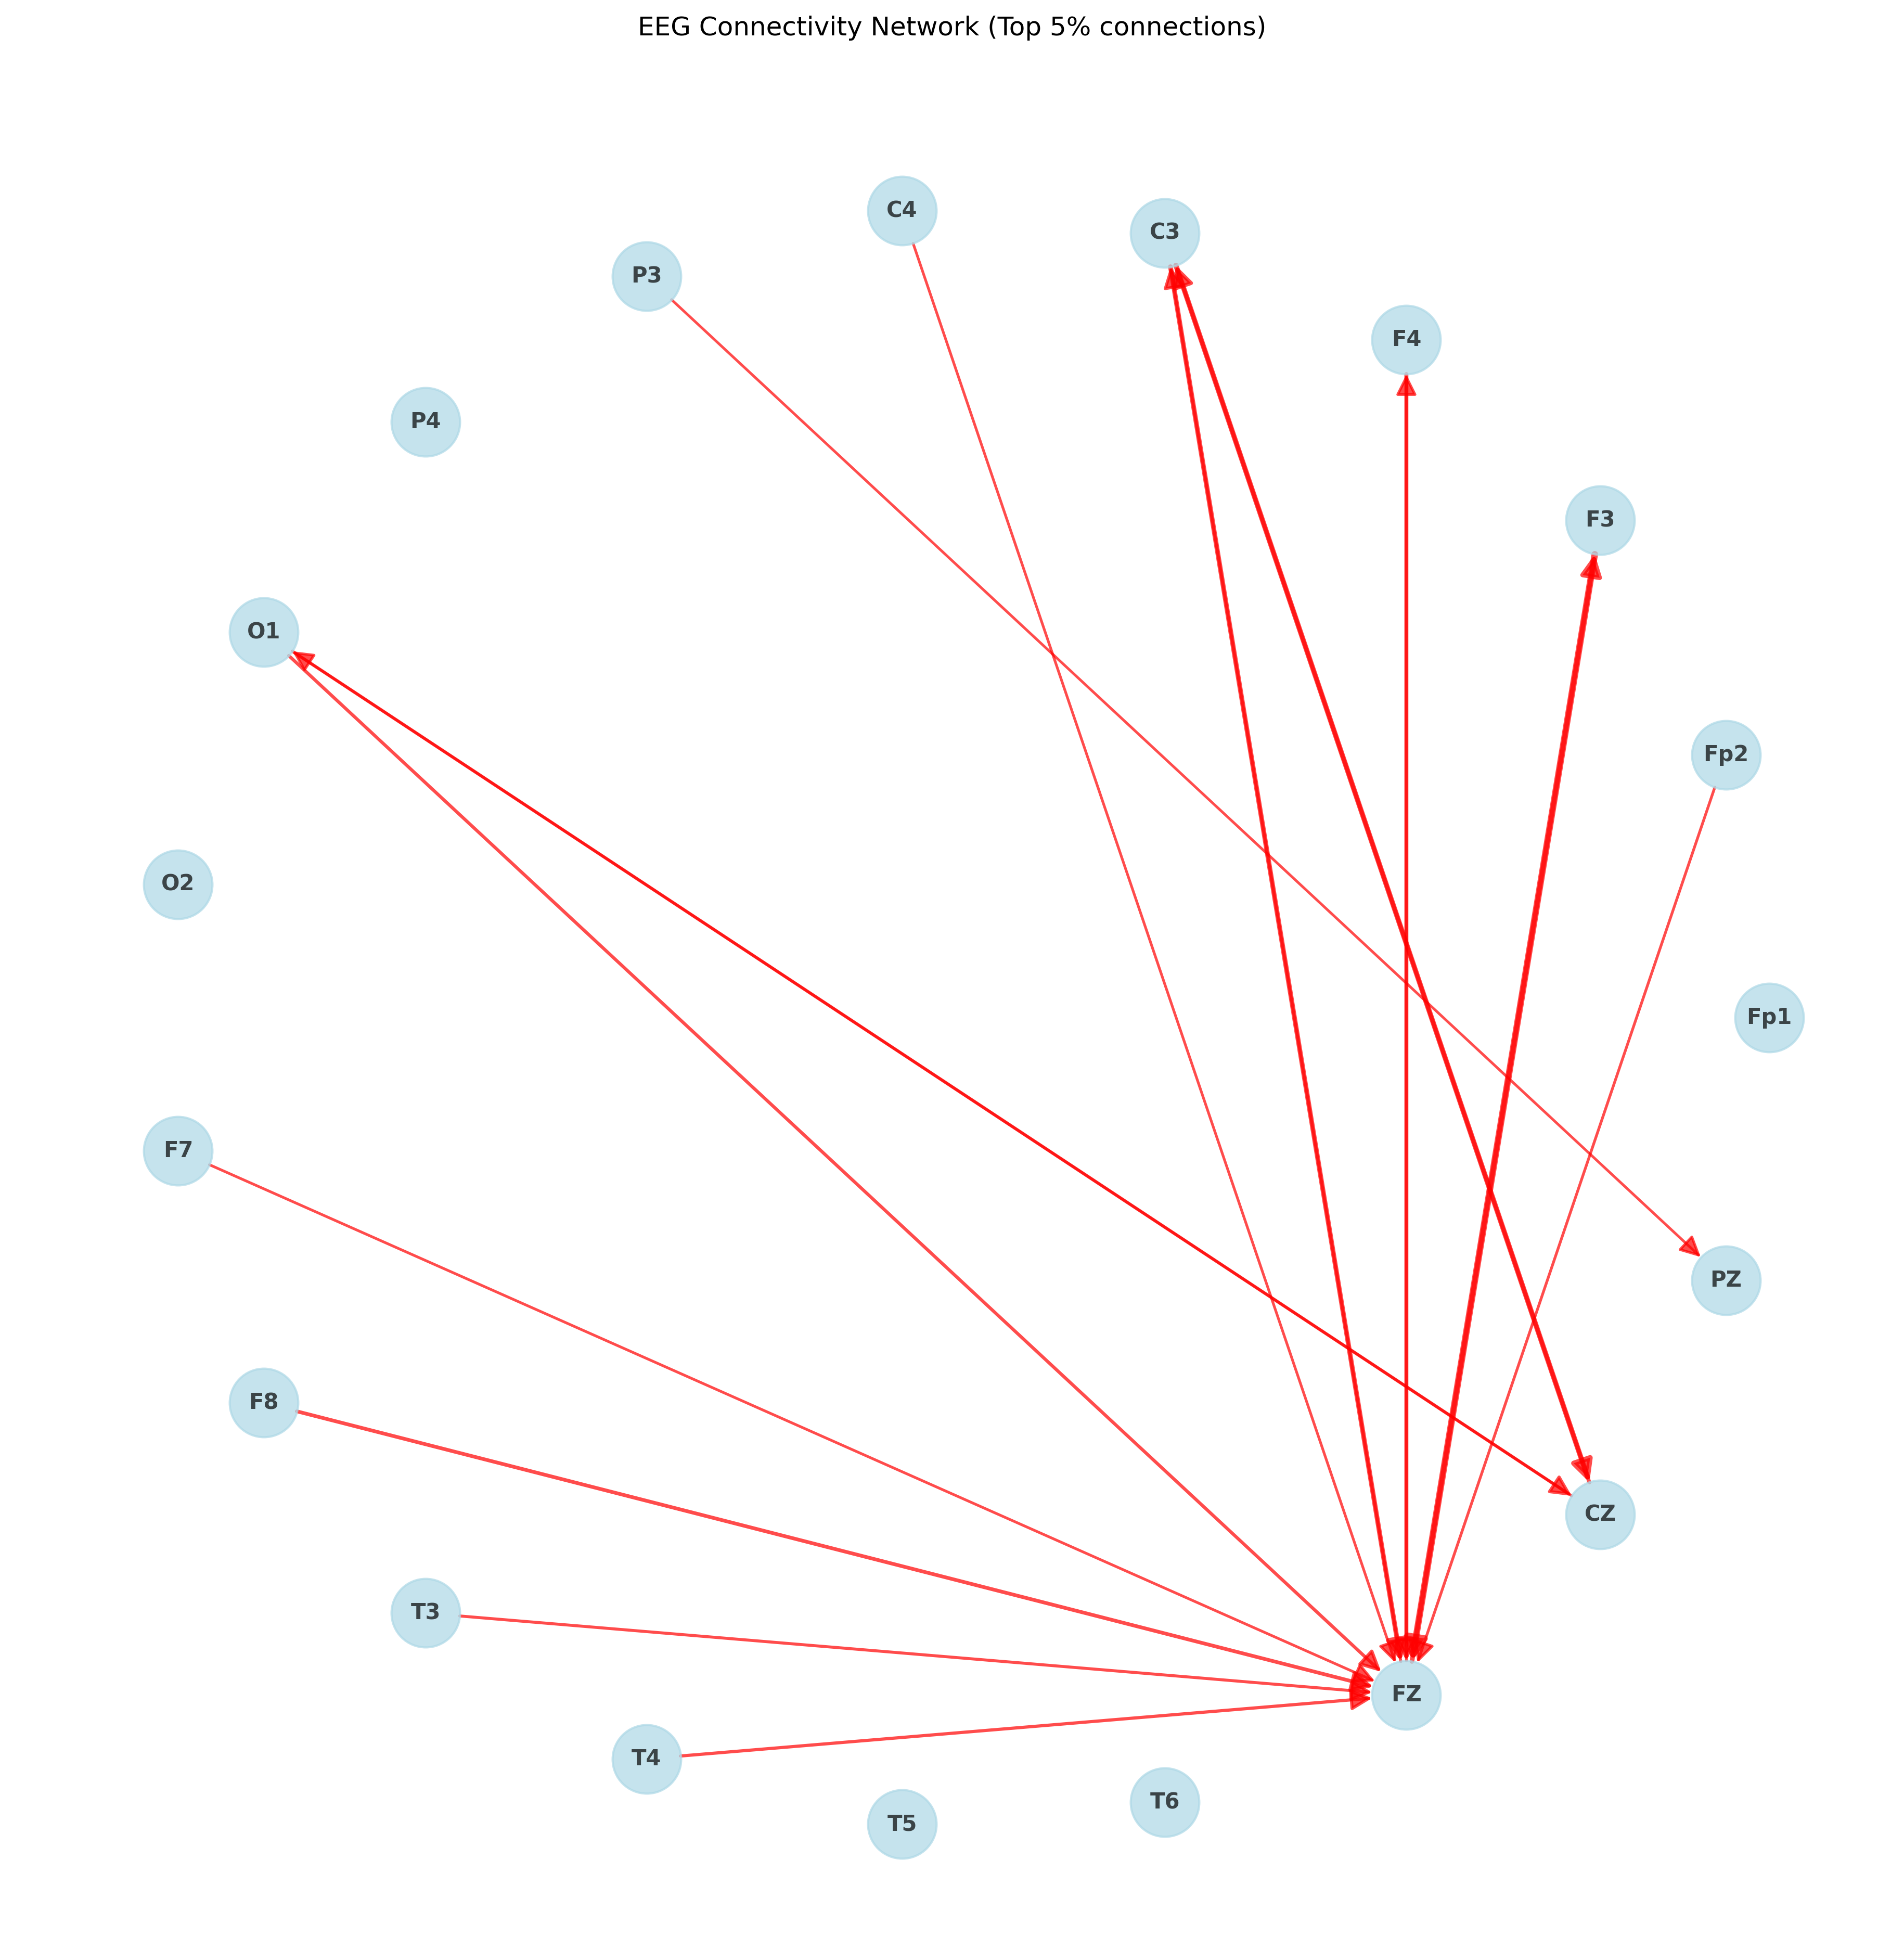 EEG Connectivity Network (Top 5% connections)
C4
C3
P3
F4
P4
F3
O1
Fp2
O2
Fp1
F7
PZ
F8
CZ
T3
FZ
T4
T6
T5